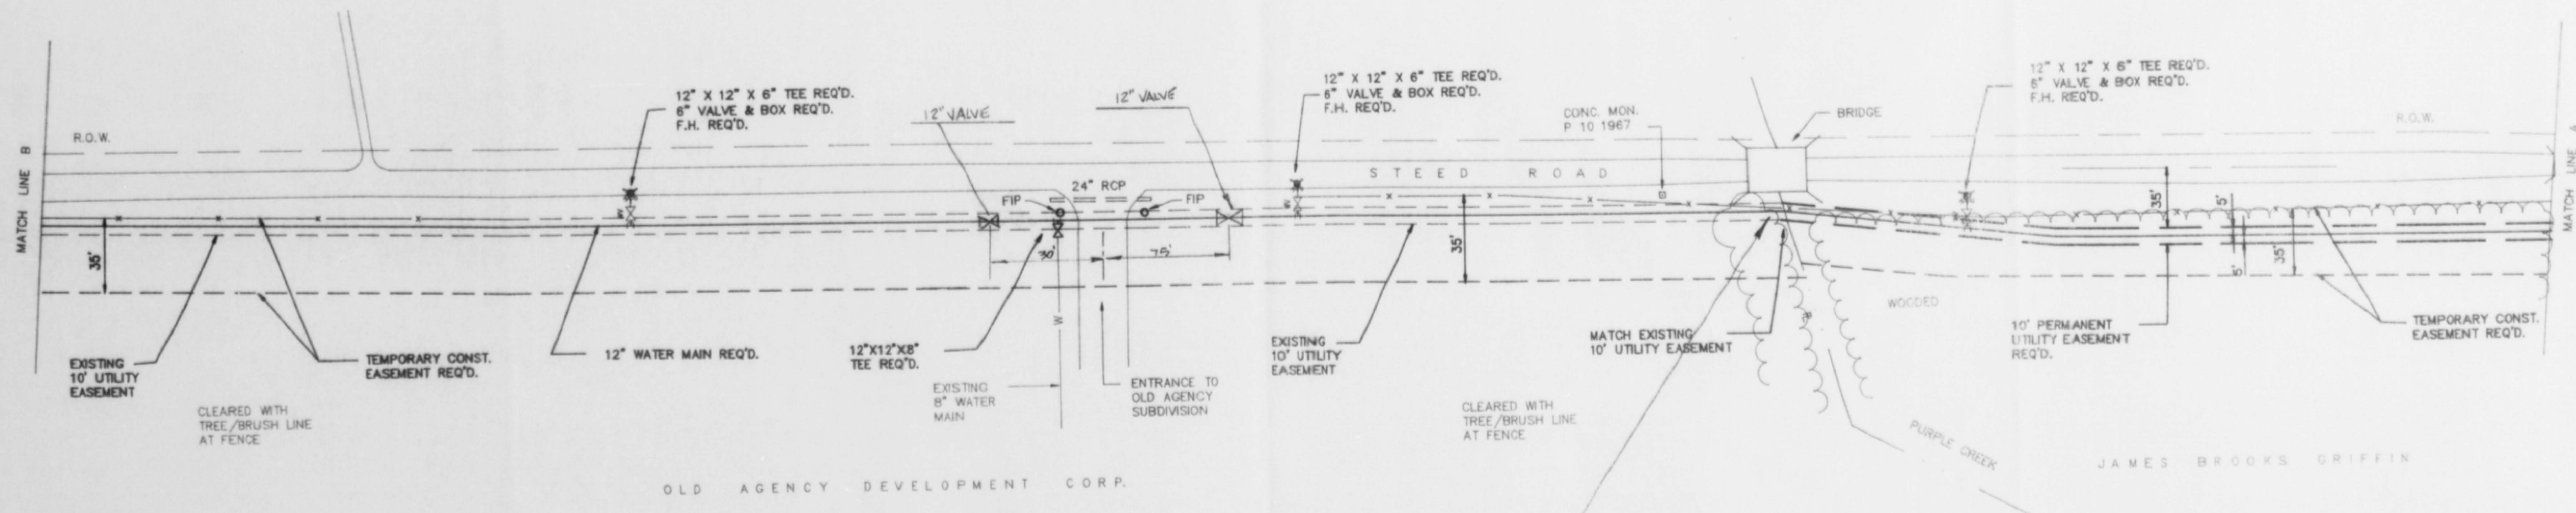 MATCH LINE B
R.O.W.
12" X 12" X 6" TEE REQ'D.
6" VALVE & BOX REQ'D.
F.H. REQ'D.
12" VALVE
12" VALVE
12" X 12" X 6" TEE REQ'D.
6" VALVE & BOX REQ'D.
F.H. REQ'D.
CONC. MON.
P 10 1967
BRIDGE
12" X 12" X 6" TEE REQ'D.
6" VALVE & BOX REQ'D.
F.H. REQ'D.
R.O.W.
MATCH LINE A
STEED ROAD
24" RCP
FIP
FIP
35'
75'
35'
35'
5'
5'
35'
W
WOODED
EXISTING
10' UTILITY
EASEMENT
TEMPORARY CONST.
EASEMENT REQ'D.
12" WATER MAIN REQ'D.
12"X12"X8"
TEE REQ'D.
EXISTING
8" WATER
MAIN
ENTRANCE TO
OLD AGENCY
SUBDIVISION
EXISTING
10' UTILITY
EASEMENT
MATCH EXISTING
10' UTILITY EASEMENT
10' PERMANENT
UTILITY EASEMENT
REQ'D.
TEMPORARY CONST.
EASEMENT REQ'D.
CLEARED WITH
TREE/BRUSH LINE
AT FENCE
CLEARED WITH
TREE/BRUSH LINE
AT FENCE
PURPLE CREEK
OLD AGENCY DEVELOPMENT CORP.
JAMES BROOKS GRIFFIN